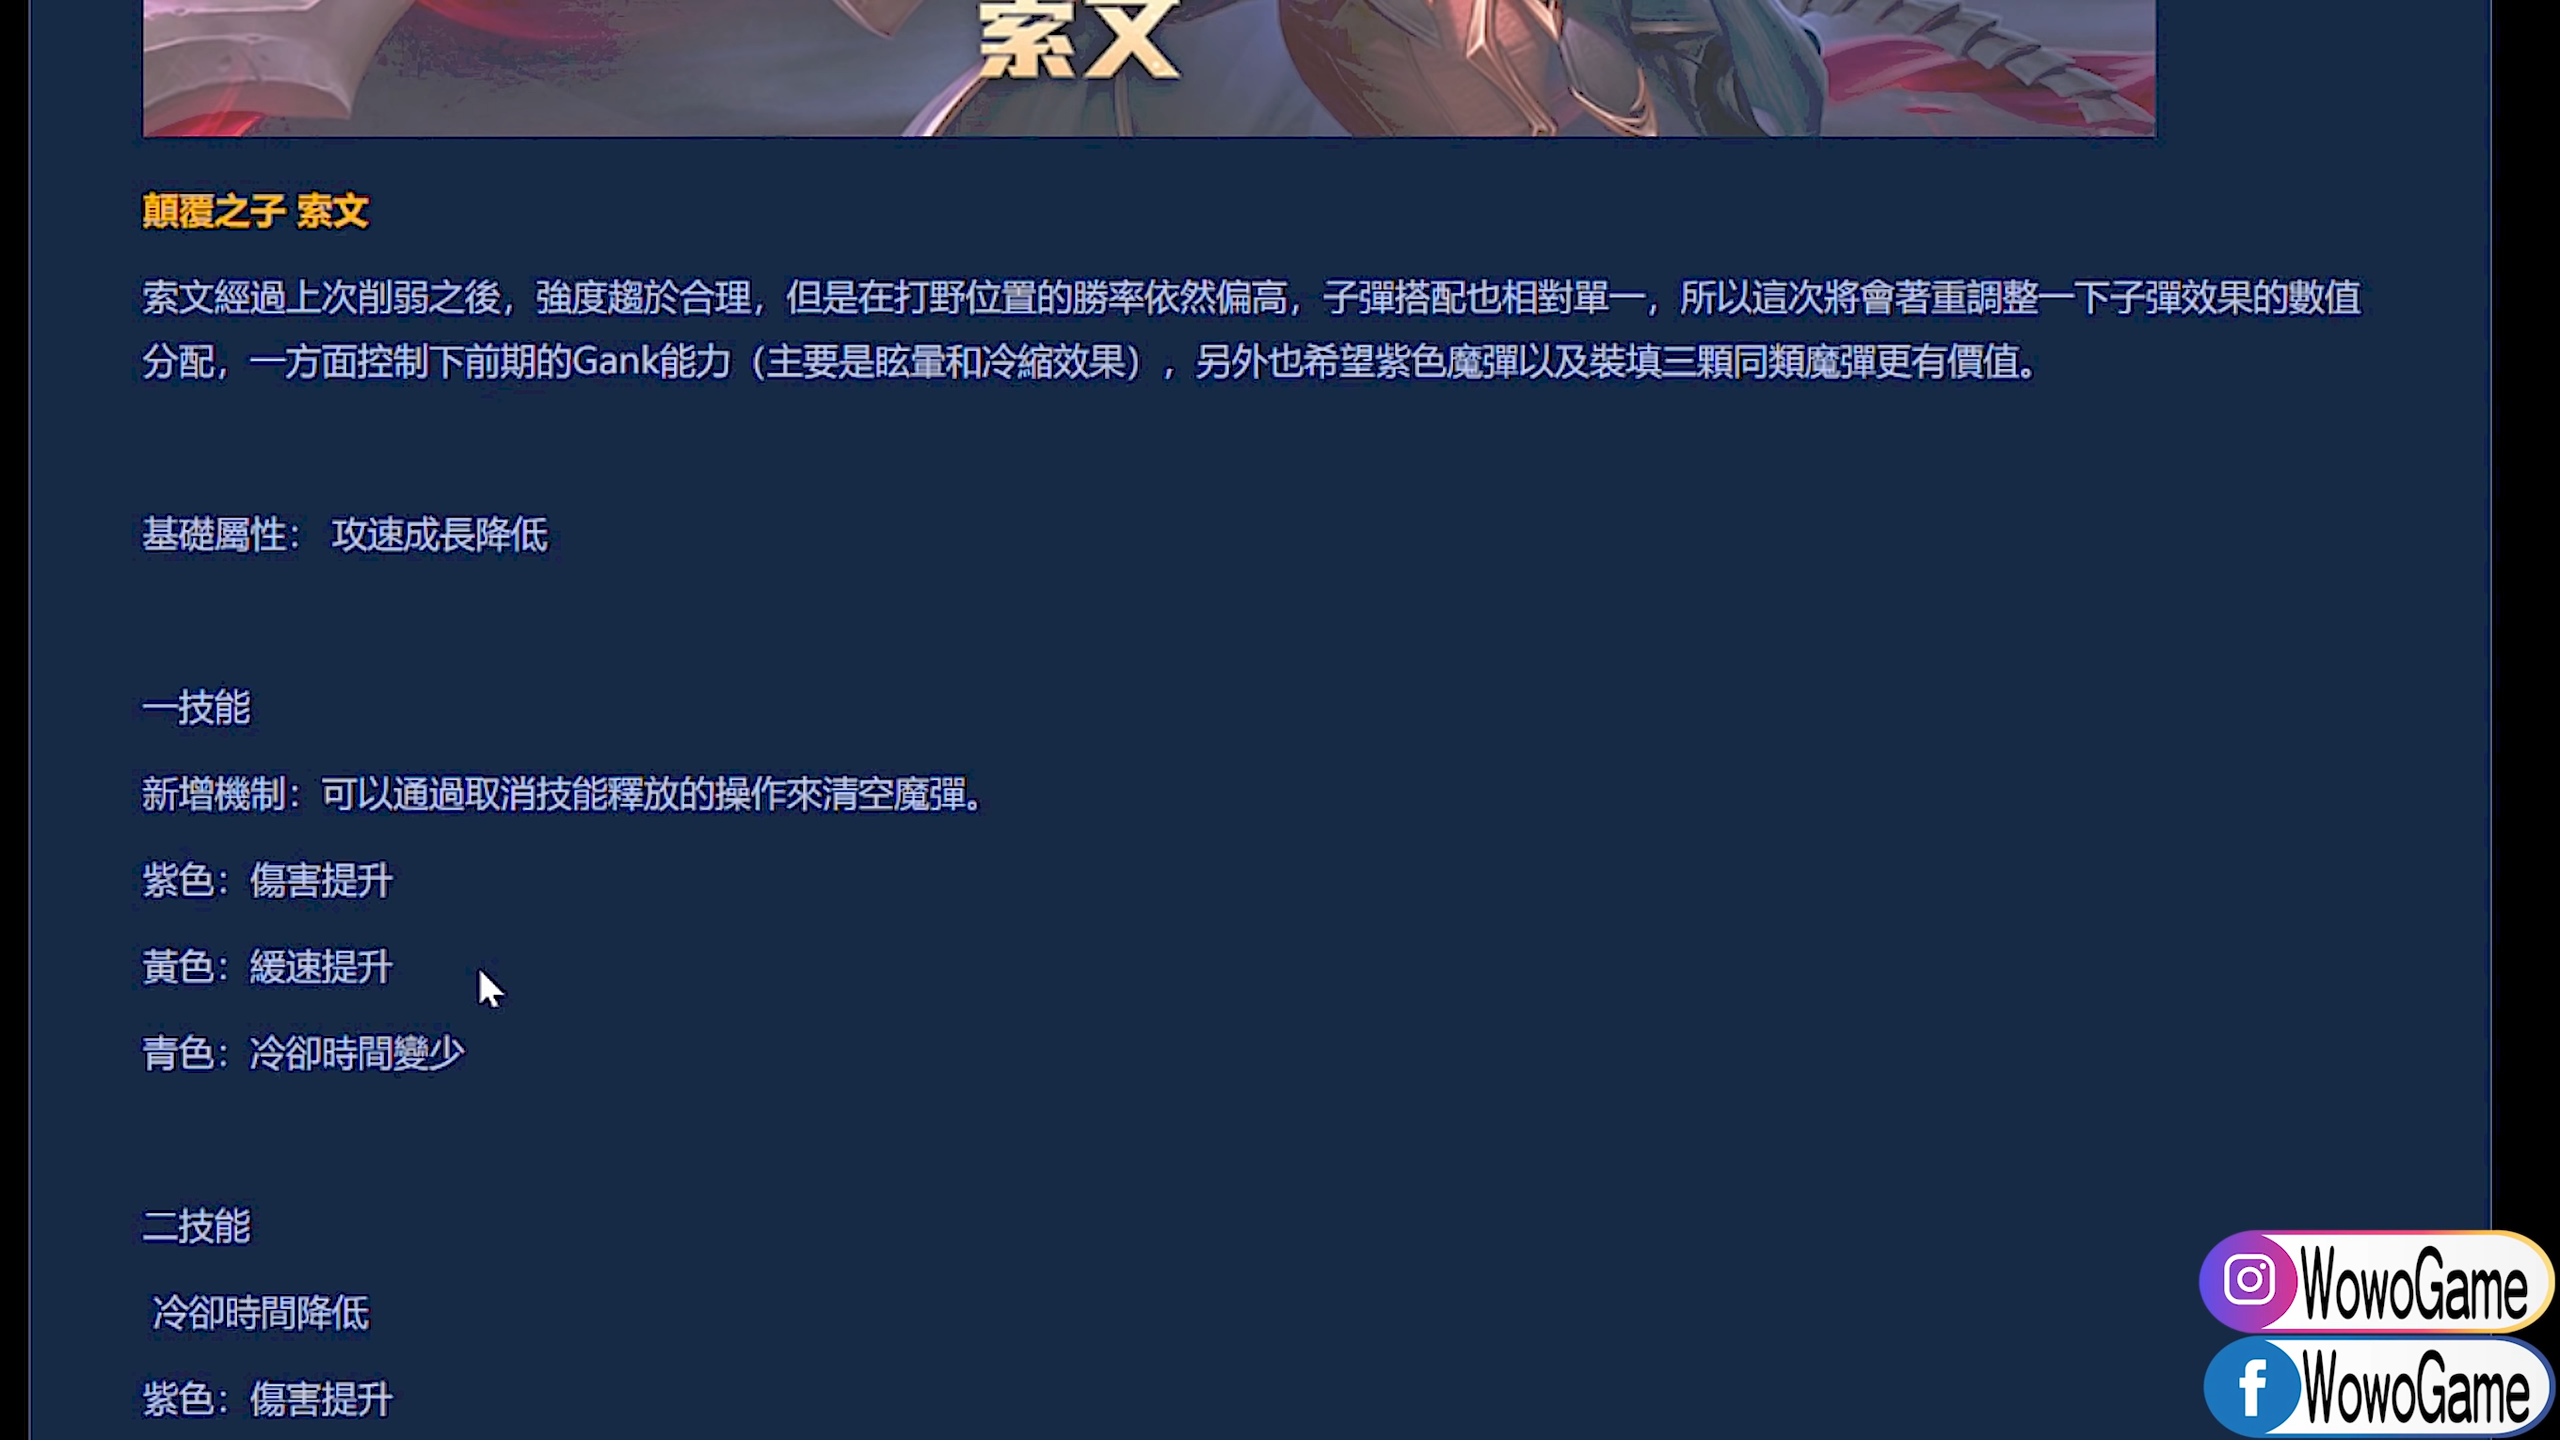 索文
顛覆之子 索文
索文經過上次削弱之後，強度趨於合理，但是在打野位置的勝率依然偏高，子彈搭配也相對單一，所以這次將會著重調整一下子彈效果的數值
分配，一方面控制下前期的Gank能力（主要是眩暈和冷縮效果），另外也希望紫色魔彈以及裝填三顆同類魔彈更有價值。
基礎屬性： 攻速成長降低
一技能
新增機制：可以通過取消技能釋放的操作來清空魔彈。
紫色：傷害提升
黃色：緩速提升
青色：冷卻時間變少
二技能
冷卻時間降低
紫色：傷害提升
WowoGame
WowoGame